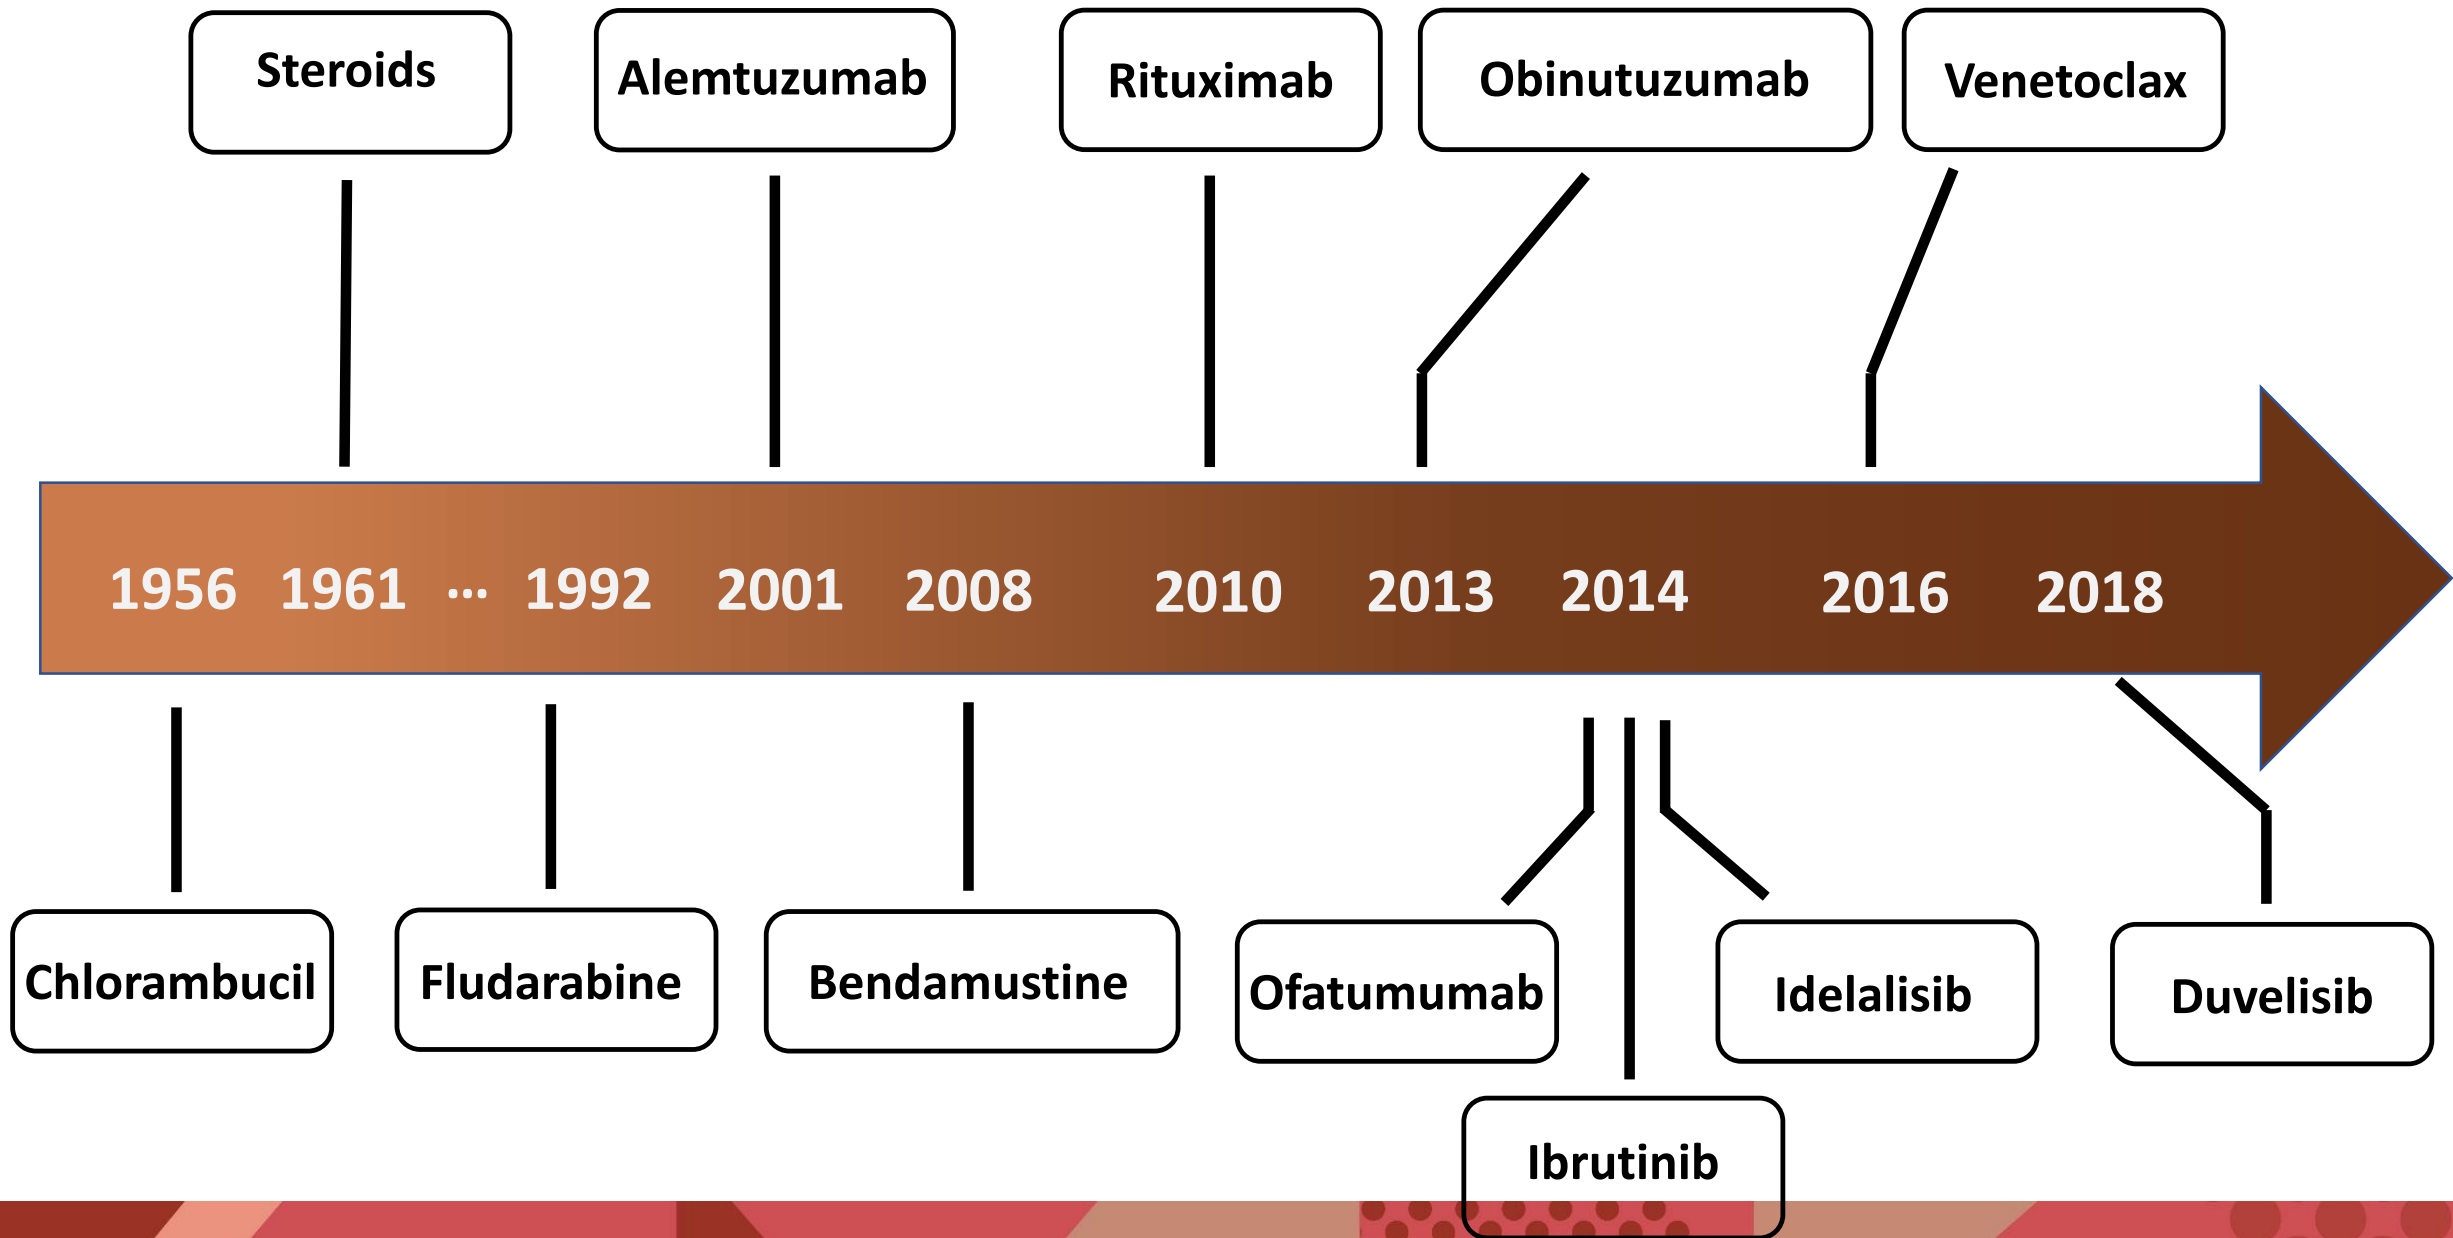 Steroids
Alemtuzumab
Rituximab
Obinutuzumab
Venetoclax
1956 1961 ... 1992 2001 2008 2010 2013 2014 2016 2018
Chlorambucil
Fludarabine
Bendamustine
Ofatumumab
Idelalisib
Duvelisib
Ibrutinib